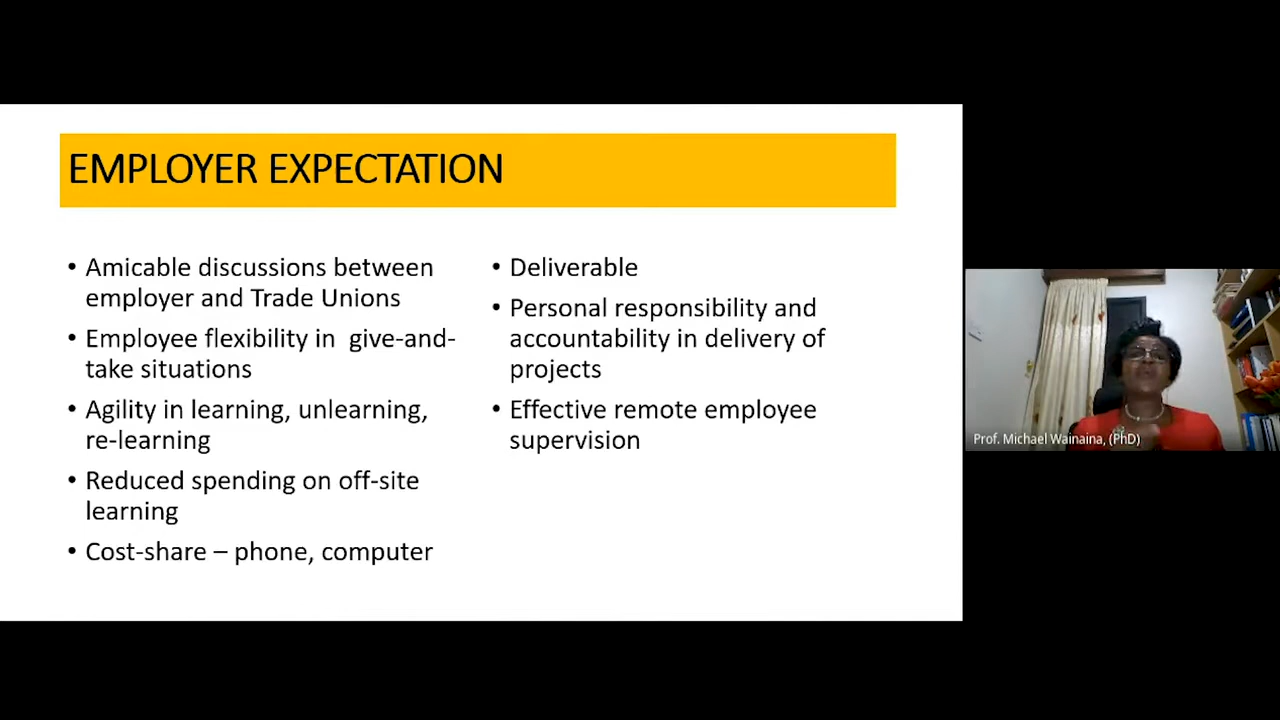 EMPLOYER EXPECTATION
• Amicable discussions between
employer and Trade Unions
• Employee flexibility in  give-and-
take situations
• Agility in learning, unlearning,
re-learning
• Reduced spending on off-site
learning
• Cost-share – phone, computer
• Deliverable
• Personal responsibility and
accountability in delivery of
projects
• Effective remote employee
supervision
Prof. Michael Wainaina, (PhD)